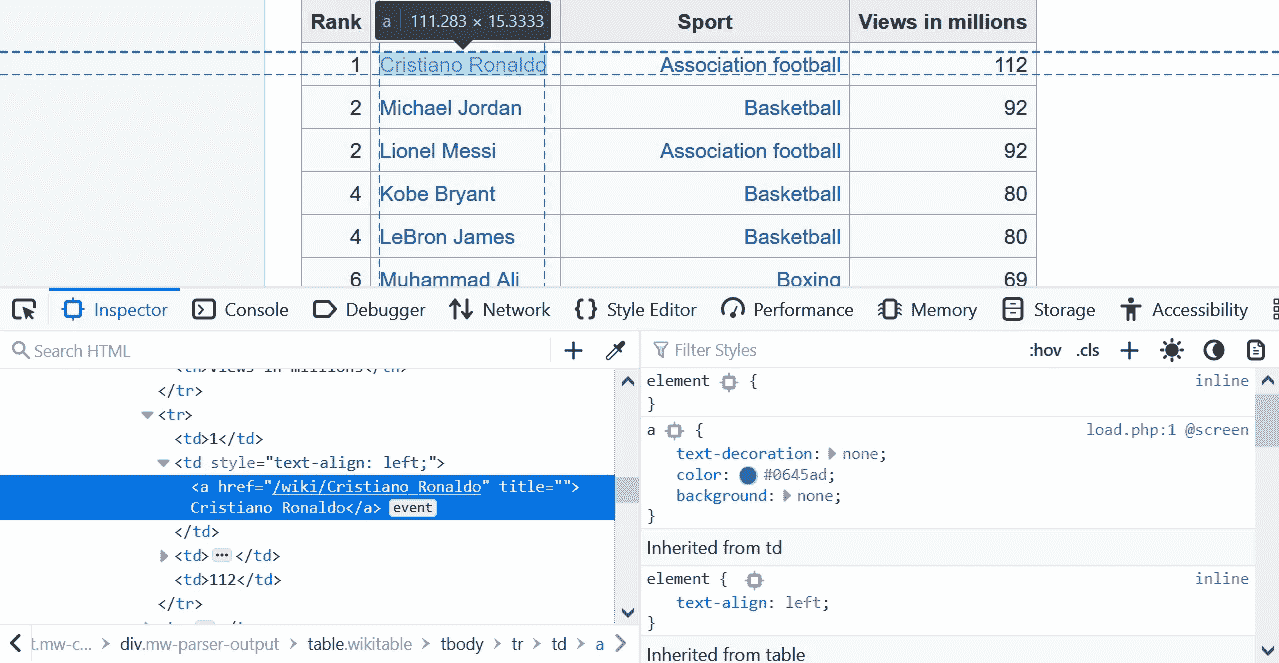 Rank Sport Views in millions
a 111.283 × 15.3333
1 Cristiano Ronaldo Association football 112
2 Michael Jordan Basketball 92
2 Lionel Messi Association football 92
4 Kobe Bryant Basketball 80
4 LeBron James Basketball 80
6 Muhammad Ali Boxing 69
Inspector Console Debugger Network {} Style Editor Performance Memory Storage Accessibility
Search HTML +
<th>Views in millions</th>
</tr>
<tr>
<td>1</td>
<td style="text-align: left;">
<a href="/wiki/Cristiano_Ronaldo" title="">
Cristiano Ronaldo</a> event
</td>
<td> ••• </td>
<td>112</td>
</tr>
t.mw-c... > div.mw-parser-output > table.wikitable > tbody > tr > td > a
Filter Styles :hov .cls +
element { inline
}
a { load.php:1 @screen
text-decoration: none;
color: #0645ad;
background: none;
}
Inherited from td
element { inline
text-align: left;
}
Inherited from table